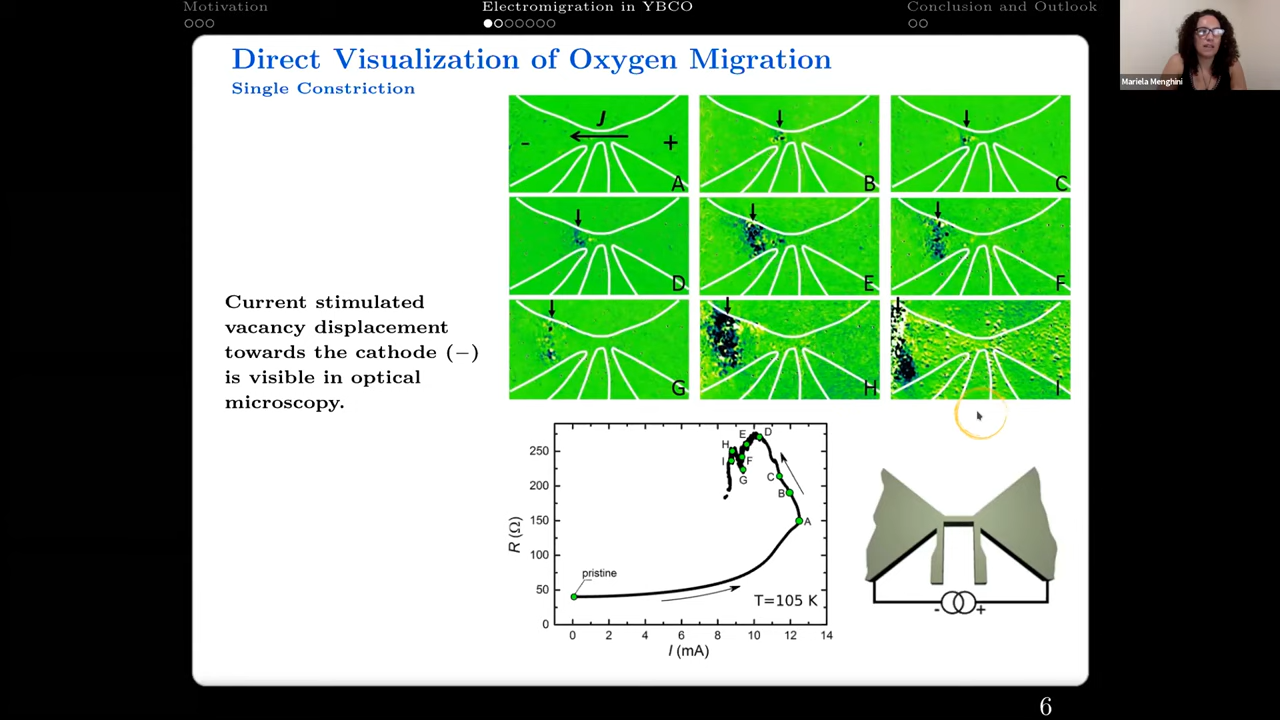 Motivation
Electromigration in YBCO
Conclusion and Outlook
Mariela Menghini
Direct Visualization of Oxygen Migration
Single Constriction
J
-
+
A
B
C
D
E
F
G
H
I
Current stimulated
vacancy displacement
towards the cathode (−)
is visible in optical
microscopy.
R (Ω)
250
200
150
100
50
0
0 2 4 6 8 10 12 14
I (mA)
pristine
T=105 K
A
B
C
D
E
F
G
H
I
- +
6